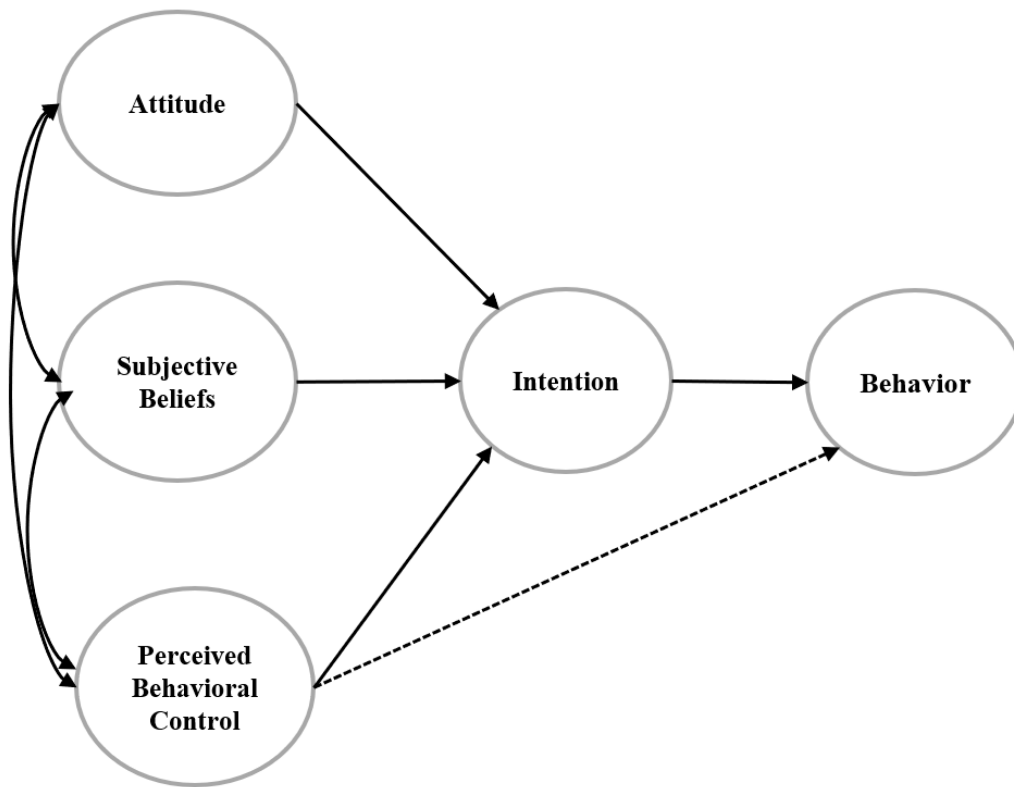 Attitude
Subjective
Beliefs
Intention
Behavior
Perceived
Behavioral
Control